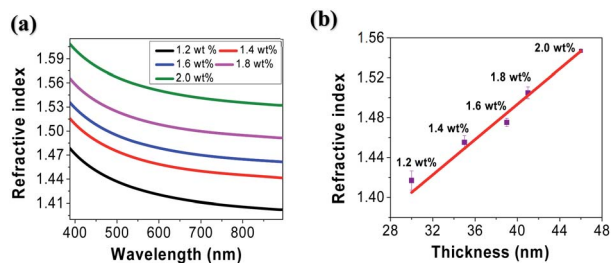 (a)
Refractive index
1.59
1.56
1.53
1.50
1.47
1.44
1.41
1.2 wt % 1.4 wt%
1.6 wt% 1.8 wt%
2.0 wt%
400 500 600 700 800
Wavelength (nm)
(b)
Refractive index
1.56
1.52
1.48
1.44
1.40
2.0 wt%
1.8 wt%
1.6 wt%
1.4 wt%
1.2 wt%
28 32 36 40 44 48
Thickness (nm)